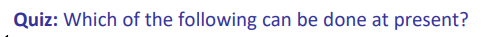 Quiz: Which of the following can be done at present?